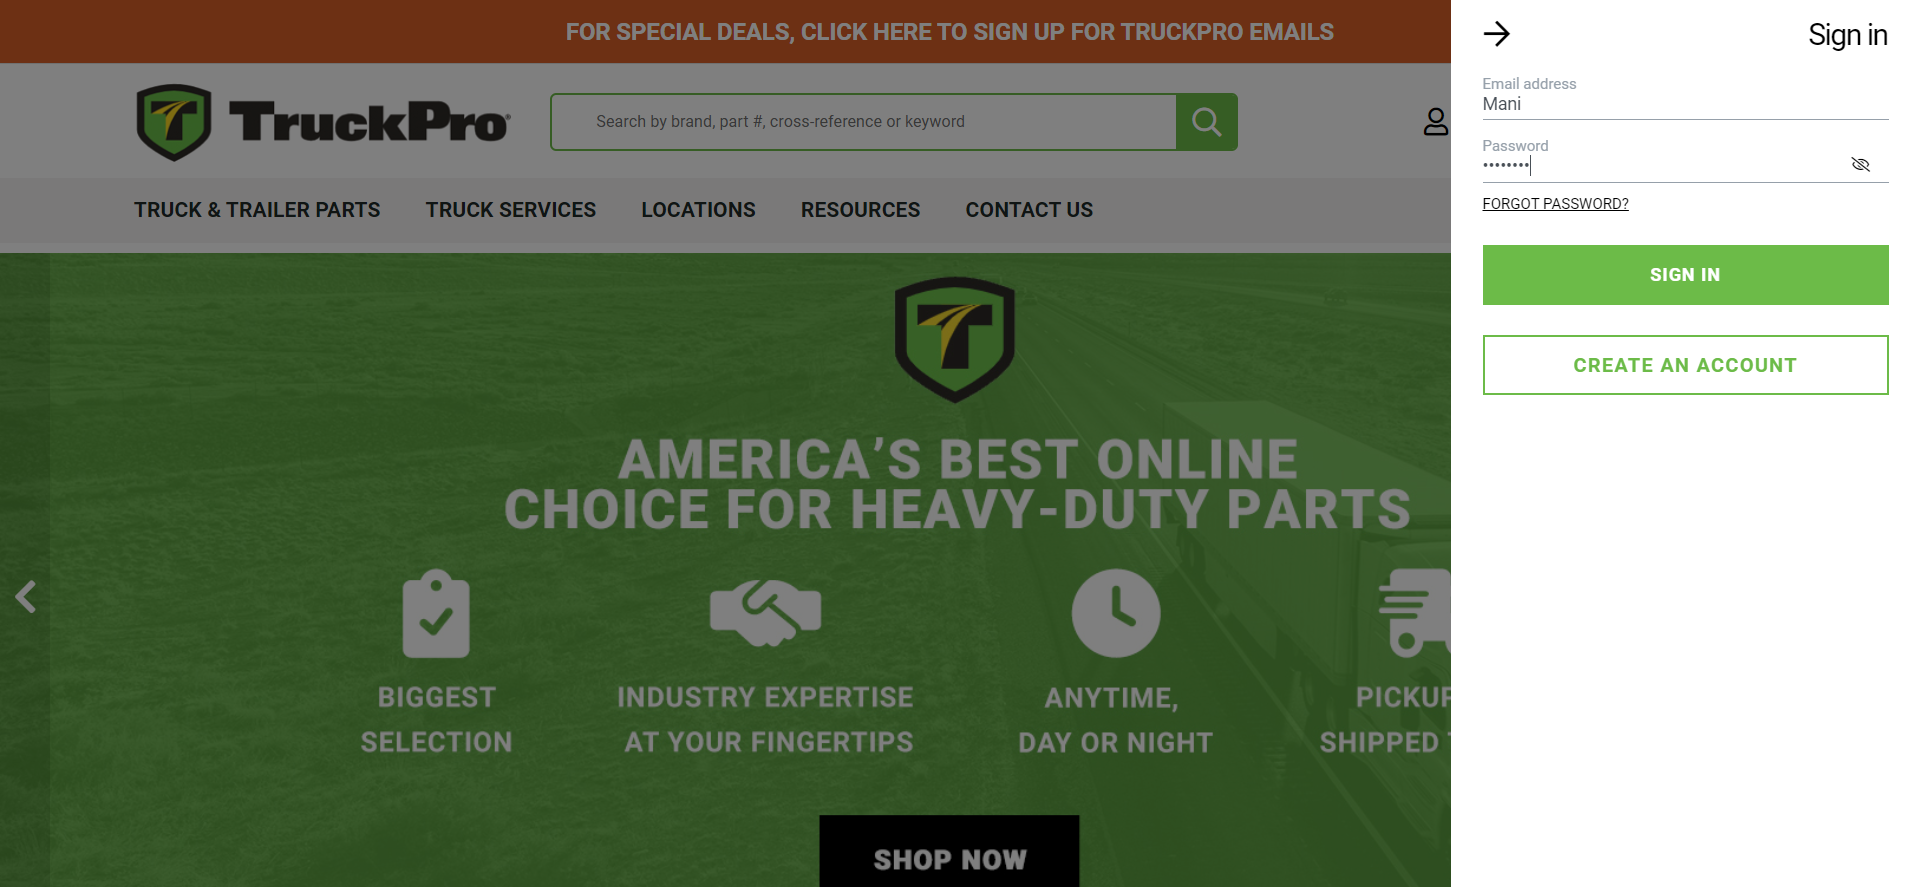 FOR SPECIAL DEALS, CLICK HERE TO SIGN UP FOR TRUCKPRO EMAILS
TruckPro
Search by brand, part #, cross-reference or keyword
TRUCK & TRAILER PARTS
TRUCK SERVICES
LOCATIONS
RESOURCES
CONTACT US
AMERICA’S BEST ONLINE
CHOICE FOR HEAVY-DUTY PARTS
BIGGEST
SELECTION
INDUSTRY EXPERTISE
AT YOUR FINGERTIPS
ANYTIME,
DAY OR NIGHT
PICKUP
SHIPPED
SHOP NOW
Sign in
Email address
Mani
Password
••••••••
FORGOT PASSWORD?
SIGN IN
CREATE AN ACCOUNT